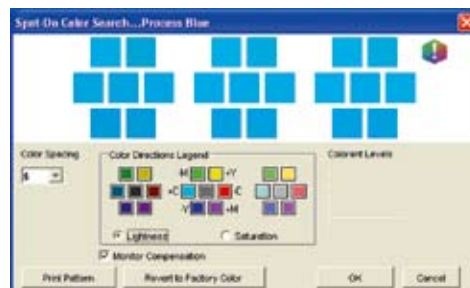 Spot-On Color Search...Process Blue
Color Spacing
6
Color Directions Legend
-M +Y
+C -C
-Y +M
Lightness
Saturation
Colorant Levels
Monitor Compensation
Print Pattern
Revert to Factory Color
OK
Cancel